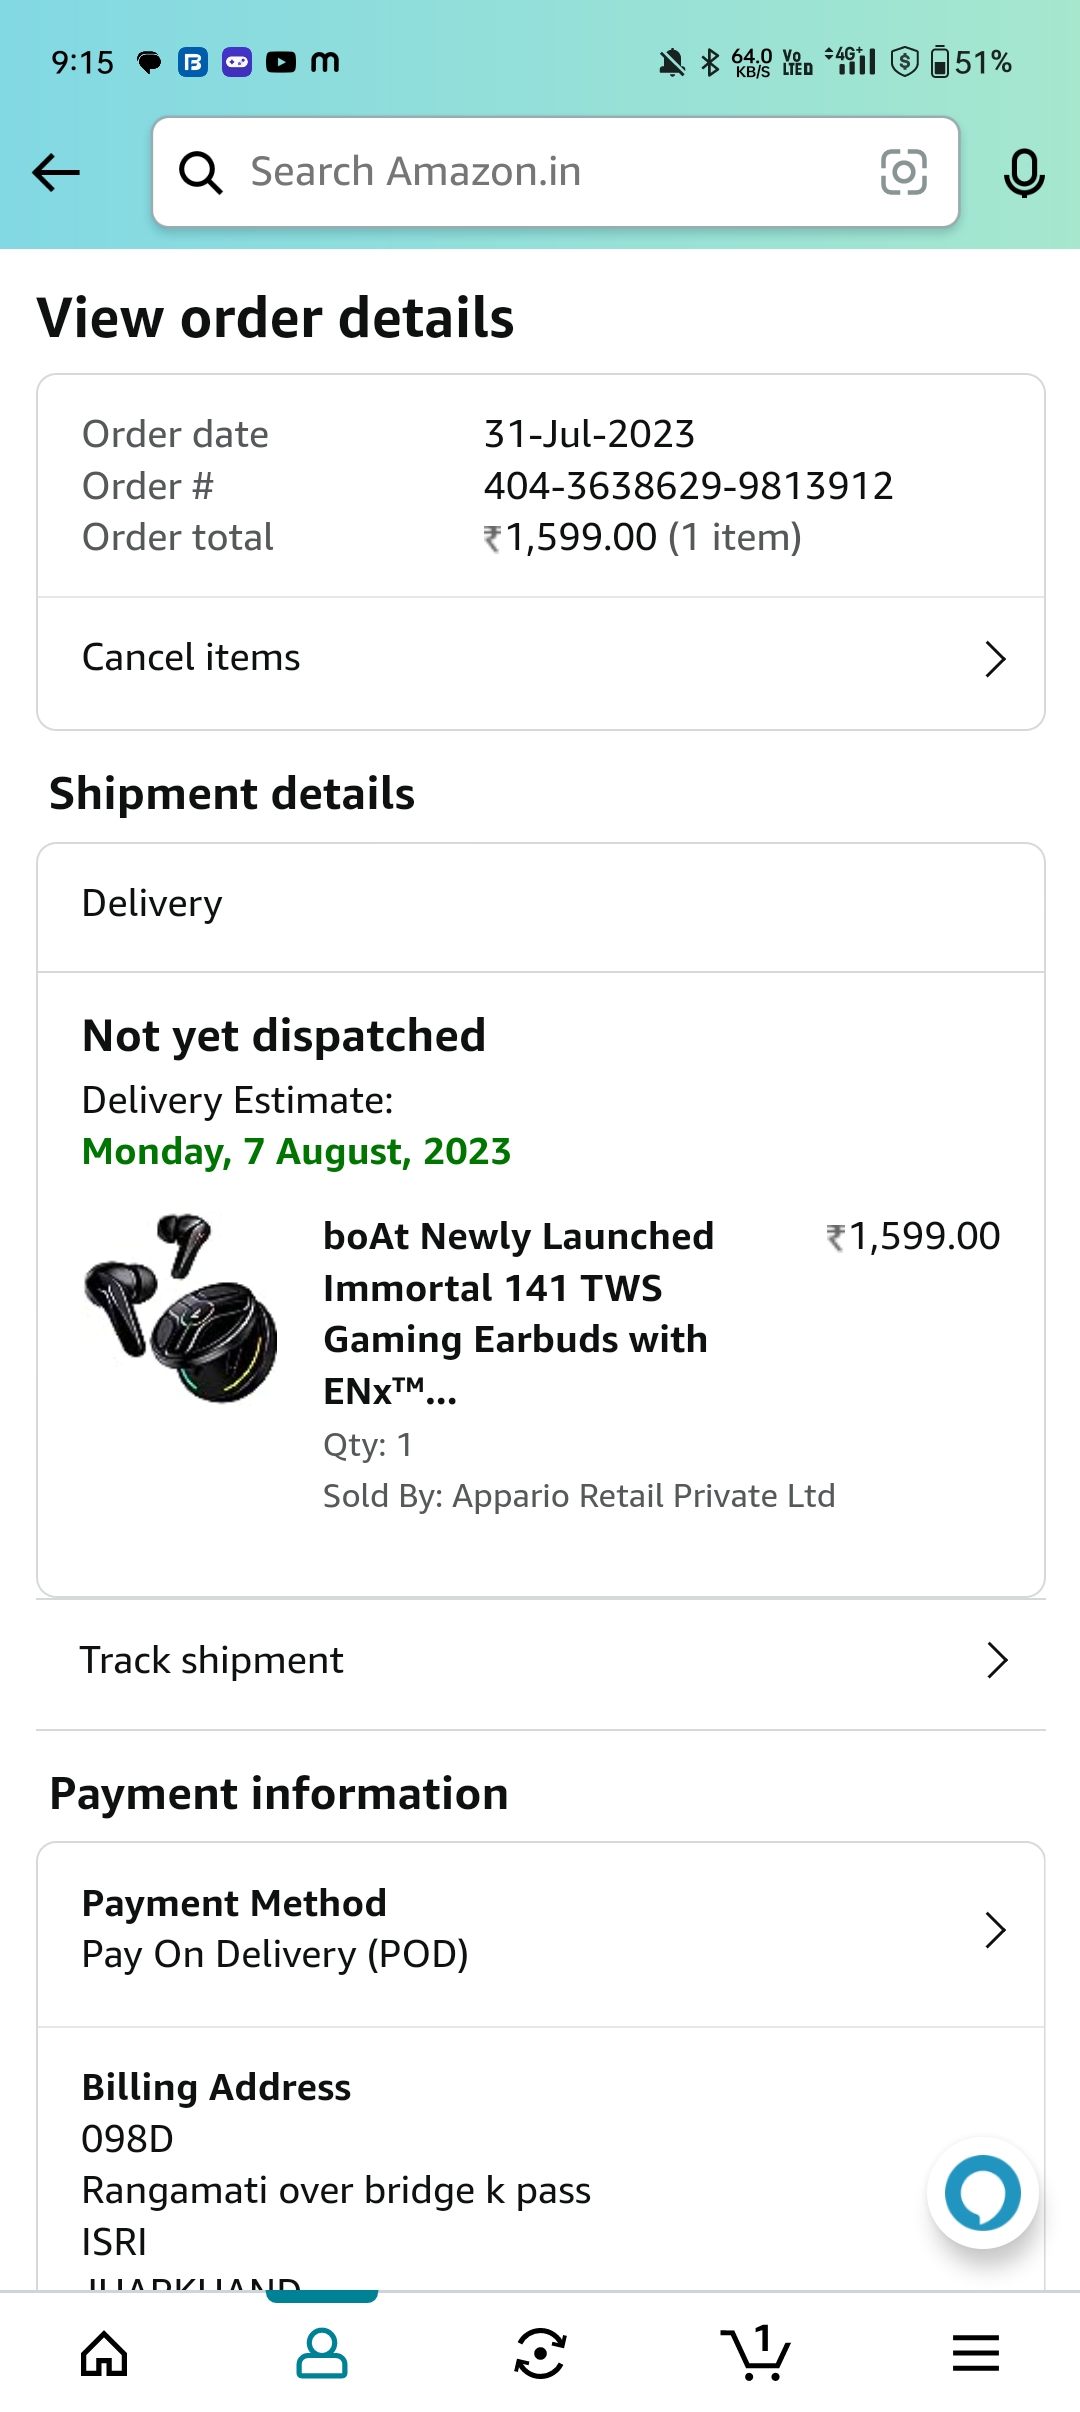 9:15
64.0 KB/S
VO LTED
4G+
51%
Search Amazon.in
View order details
Order date 31-Jul-2023
Order # 404-3638629-9813912
Order total ₹1,599.00 (1 item)
Cancel items
Shipment details
Delivery
Not yet dispatched
Delivery Estimate:
Monday, 7 August, 2023
boAt Newly Launched ₹1,599.00
Immortal 141 TWS
Gaming Earbuds with
ENx™...
Qty: 1
Sold By: Appario Retail Private Ltd
Track shipment
Payment information
Payment Method
Pay On Delivery (POD)
Billing Address
098D
Rangamati over bridge k pass
ISRI
JHARKHAND
1